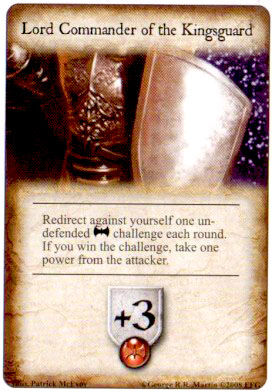 Lord Commander of the Kingsguard
Redirect against yourself one un-
defended challenge each round.
If you win the challenge, take one
power from the attacker.
+3
Illus. Patrick McEvoy ©George R.R. Martin ©2008 FFG